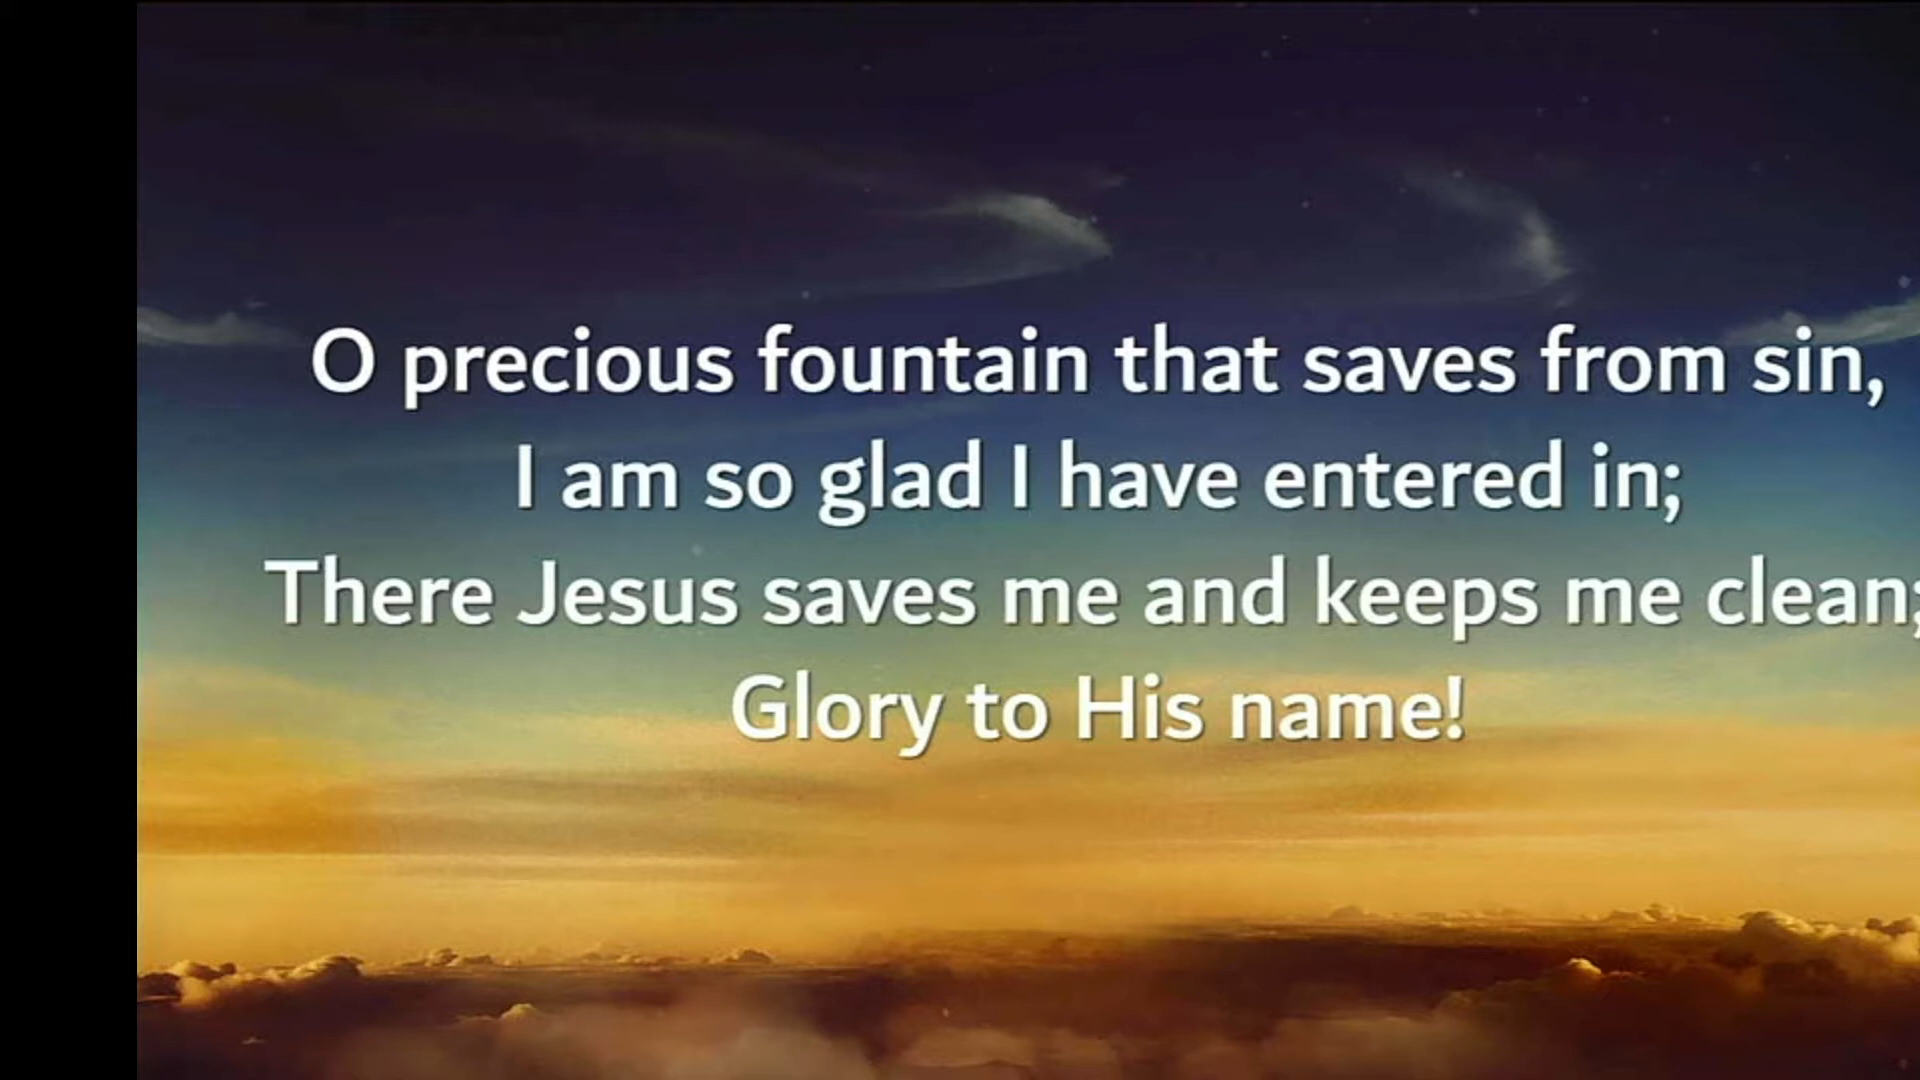 O precious fountain that saves from sin,
I am so glad I have entered in;
There Jesus saves me and keeps me clean;
Glory to His name!